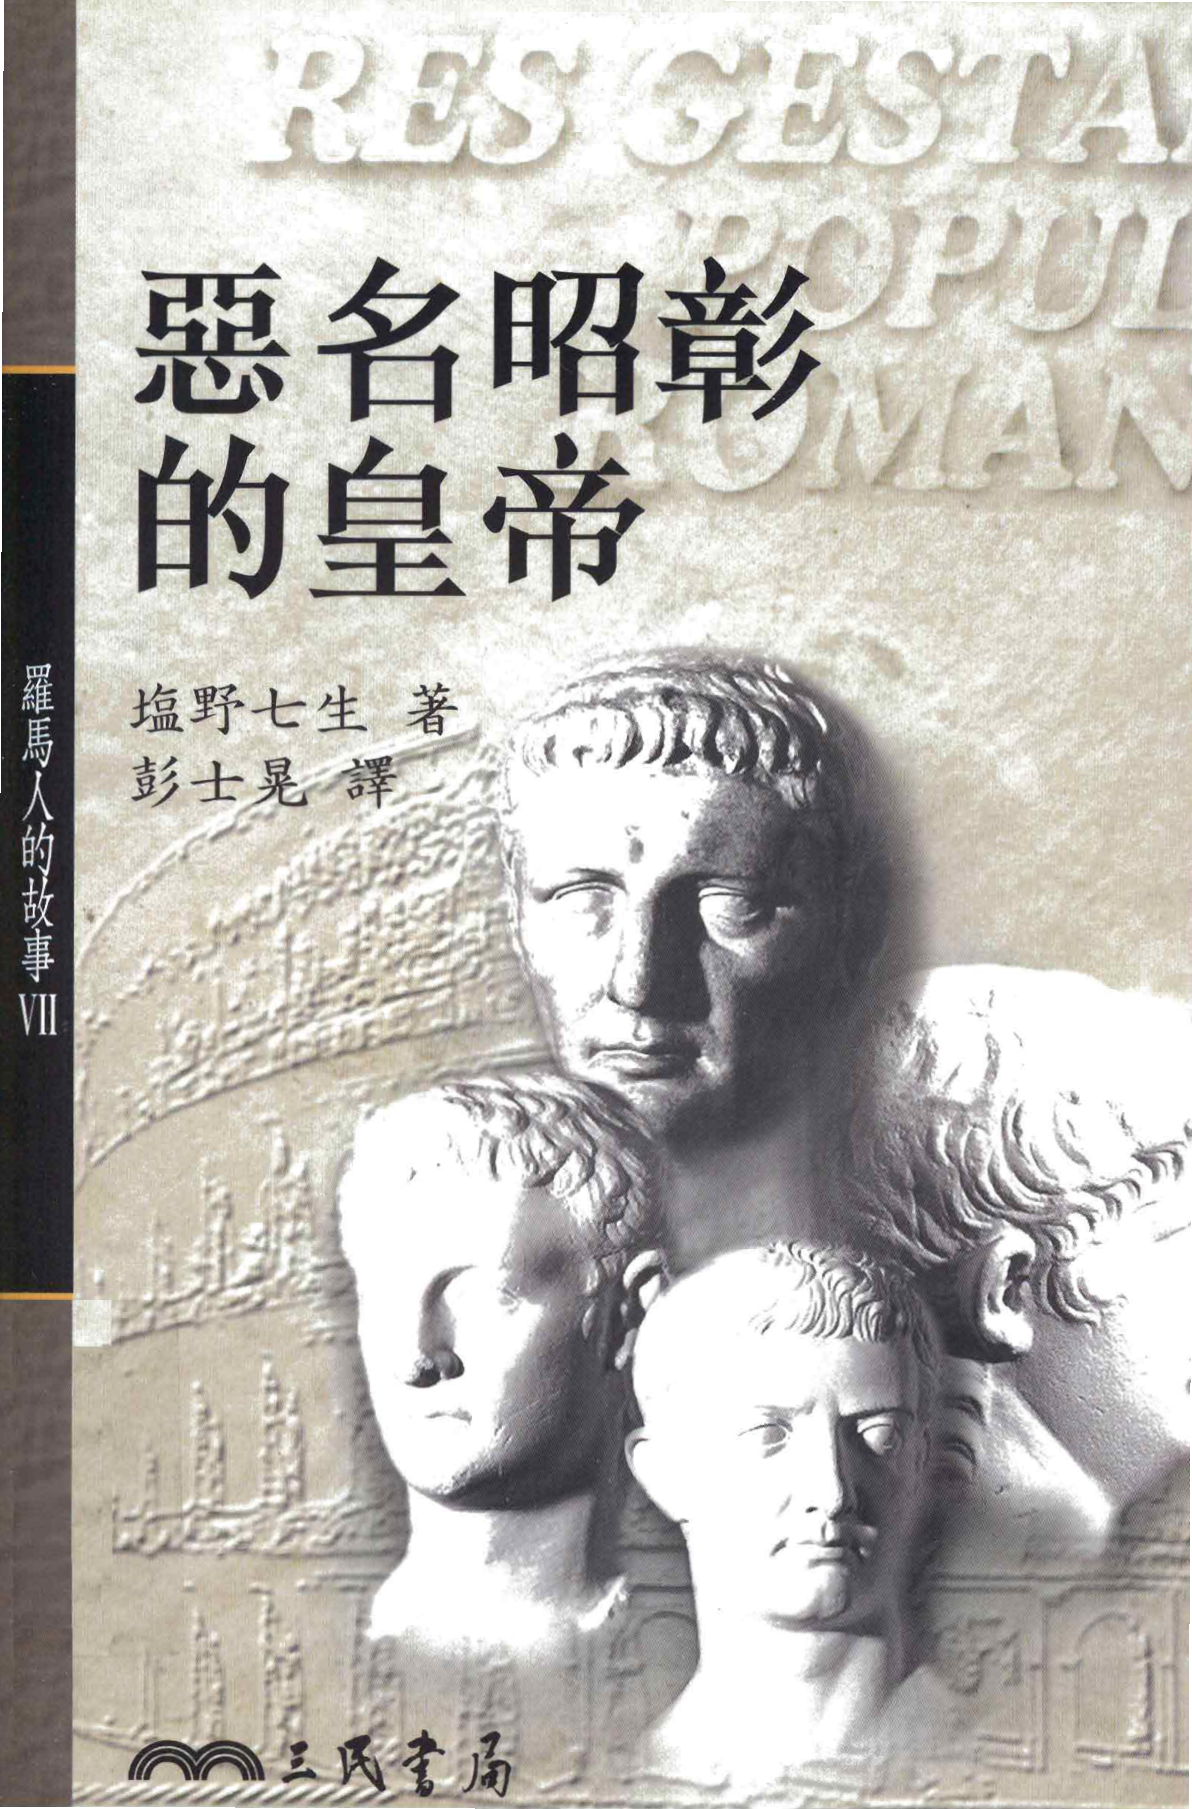 RES GESTA
POPUL
ROMAN
惡名昭彰
的皇帝
塩野七生 著
彭士晃 譯
羅馬人的故事VII
三民書局